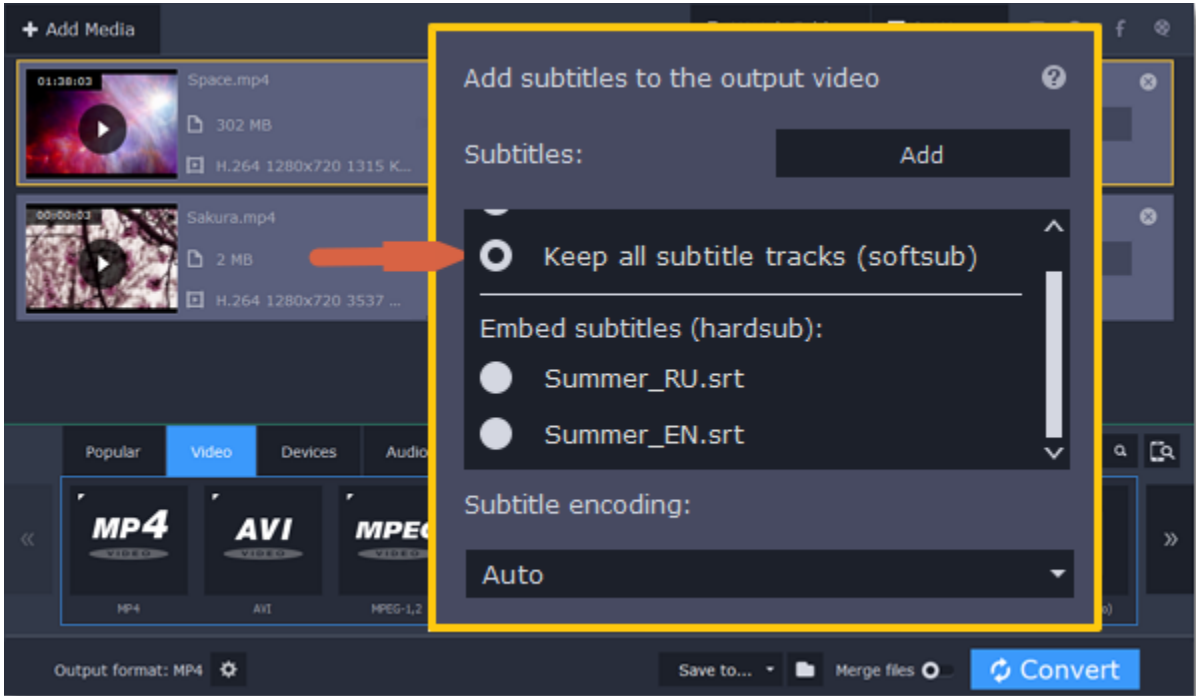 Add Media
01:38:03
Space.mp4
302 MB
H.264 1280x720 1315 K...
00:00:03
Sakura.mp4
2 MB
H.264 1280x720 3537 ...
Add subtitles to the output video
?
Subtitles:
Add
Keep all subtitle tracks (softsub)
Embed subtitles (hardsub):
Summer_RU.srt
Summer_EN.srt
Subtitle encoding:
Auto
Popular
Video
Devices
Audio
MP4
VIDEO
AVI
VIDEO
VIDEO
MP4
AVI
MPEG-1,2
Output format: MP4
Save to...
Merge files
Convert